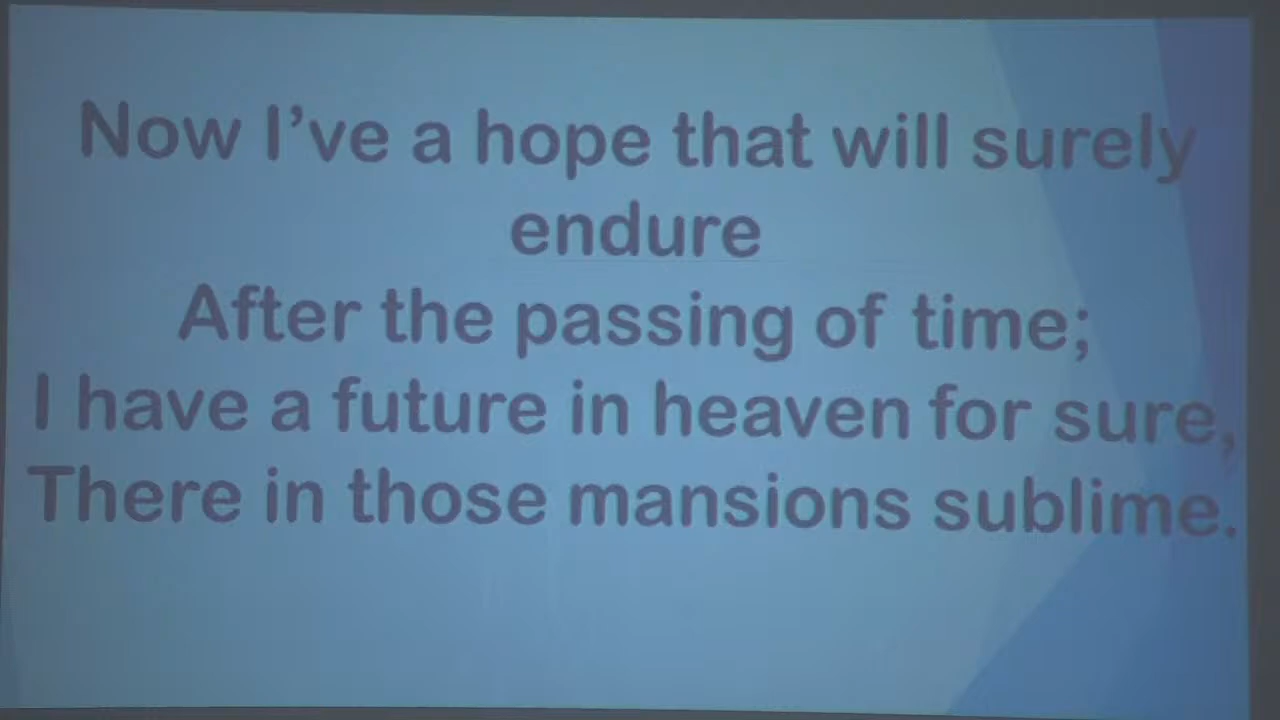 Now I’ve a hope that will surely
endure
After the passing of time;
I have a future in heaven for sure,
There in those mansions sublime.